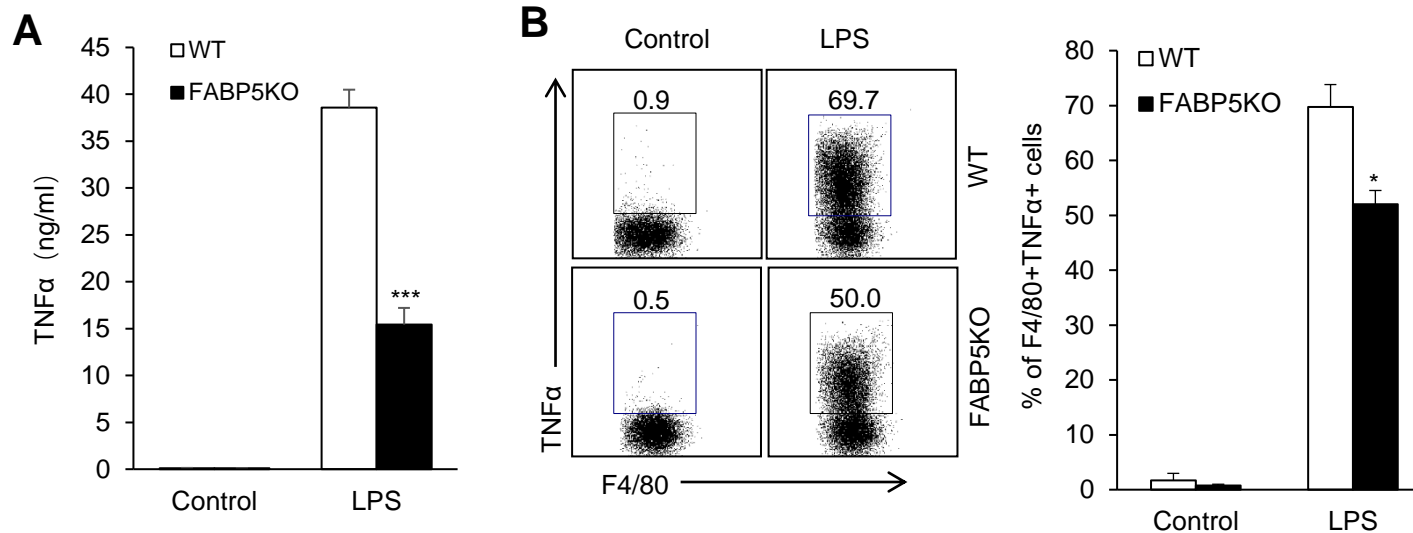 A
TNFα (ng/ml)
45
40
35
30
25
20
15
10
5
0
WT
FABP5KO
***
Control
LPS
B
Control
LPS
0.9
69.7
WT
0.5
50.0
FABP5KO
TNFα
F4/80
% of F4/80+TNFα+ cells
80
70
60
50
40
30
20
10
0
WT
FABP5KO
*
Control
LPS